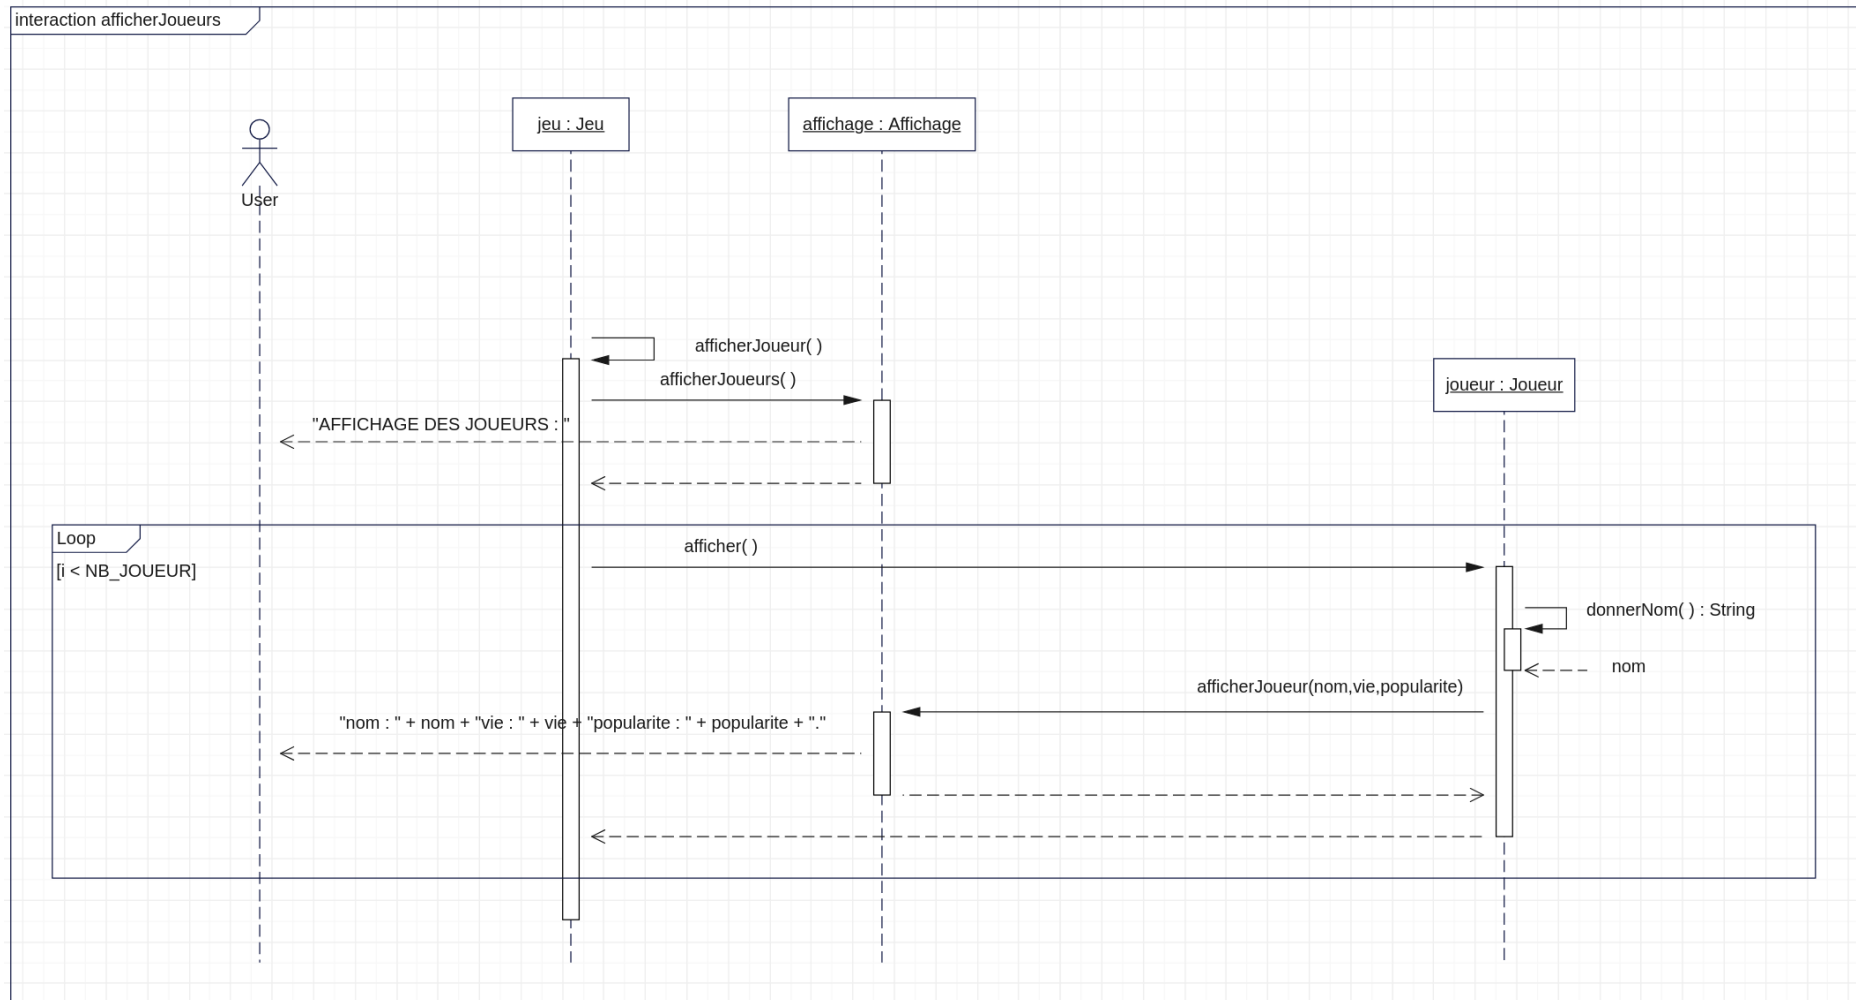 interaction afficherJoueurs
jeu : Jeu
affichage : Affichage
User
afficherJoueur( )
afficherJoueurs( )
joueur : Joueur
"AFFICHAGE DES JOUEURS : "
Loop
afficher( )
[i < NB_JOUEUR]
donnerNom( ) : String
nom
afficherJoueur(nom,vie,popularite)
"nom : " + nom + "vie : " + vie + "popularite : " + popularite + "."